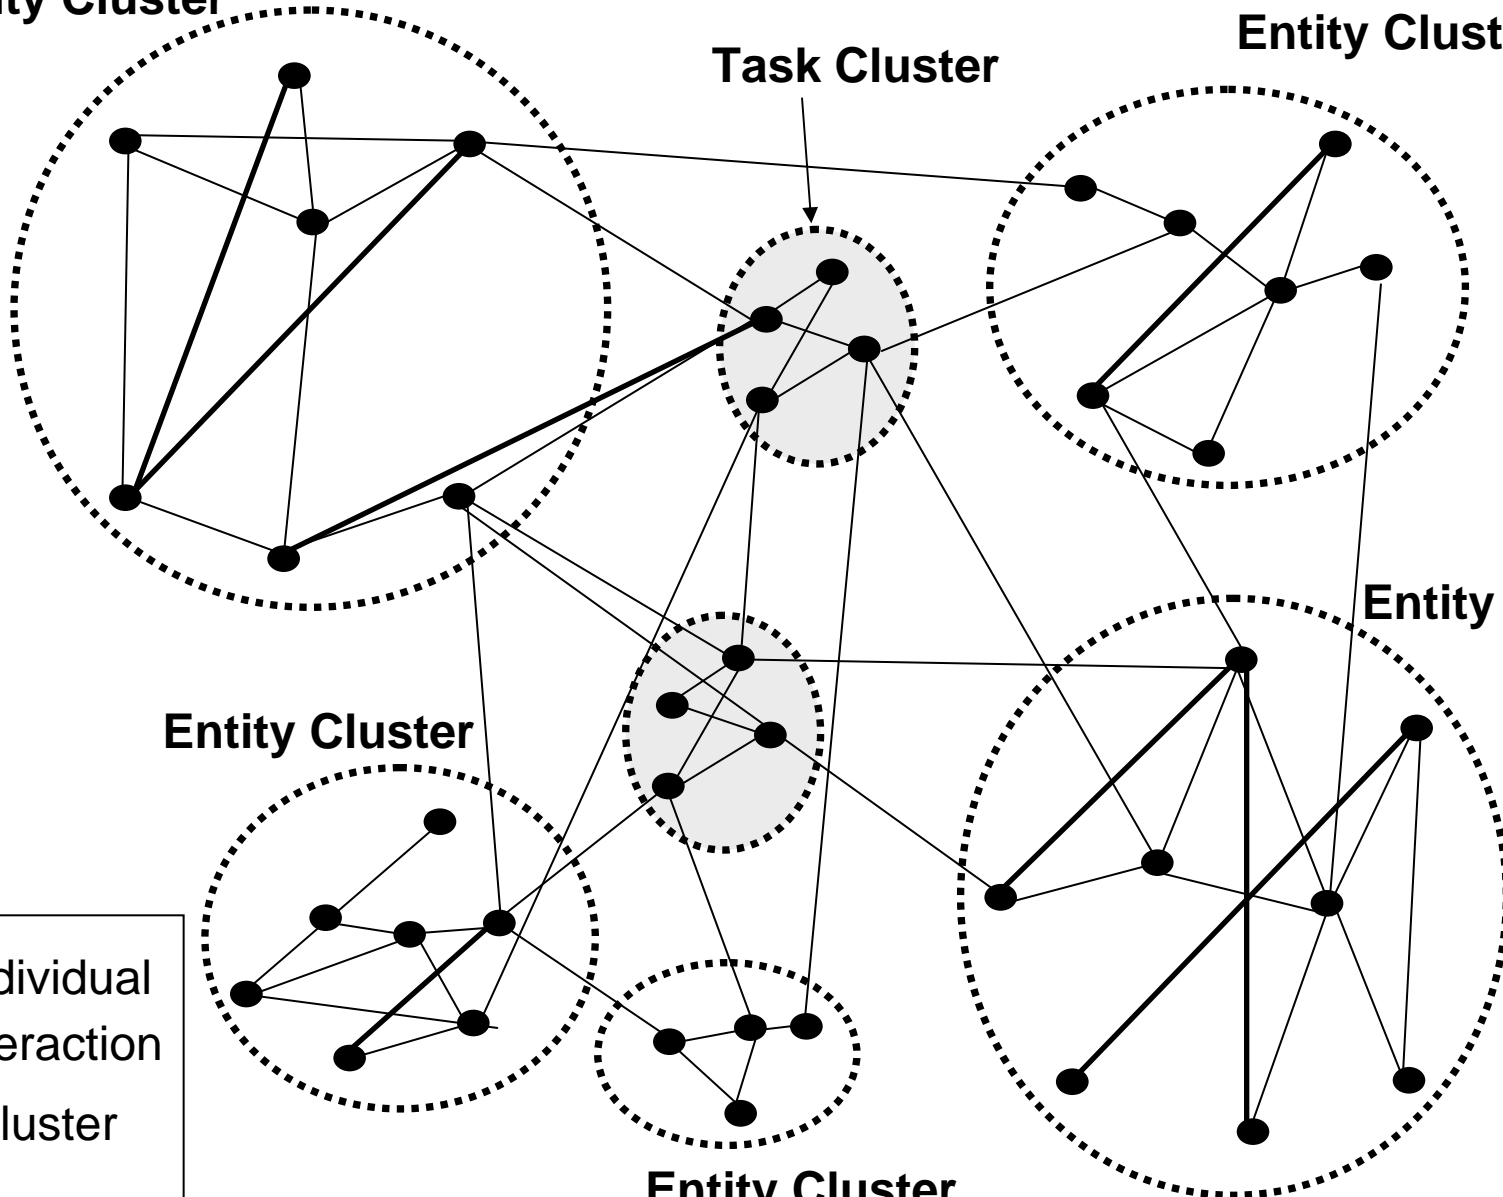 ity Cluster
Entity Clust
Task Cluster
Entity
Entity Cluster
dividual
eraction
luster
Entity Cluster